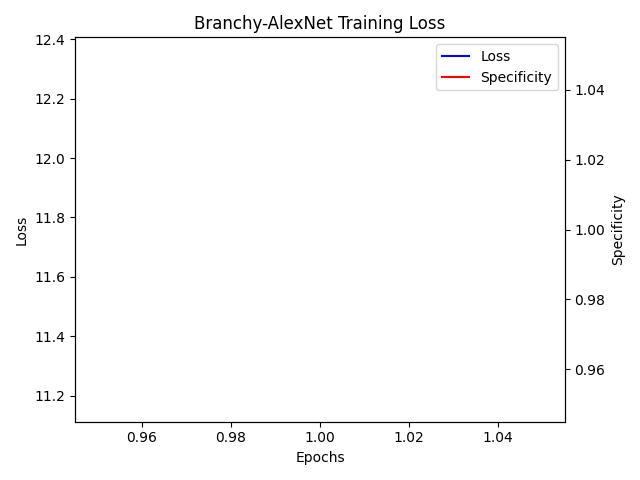 Branchy-AlexNet Training Loss
Loss
Specificity
12.4
12.2
12.0
11.8
11.6
11.4
11.2
Loss
1.04
1.02
1.00
0.98
0.96
Specificity
0.96
0.98
1.00
1.02
1.04
Epochs